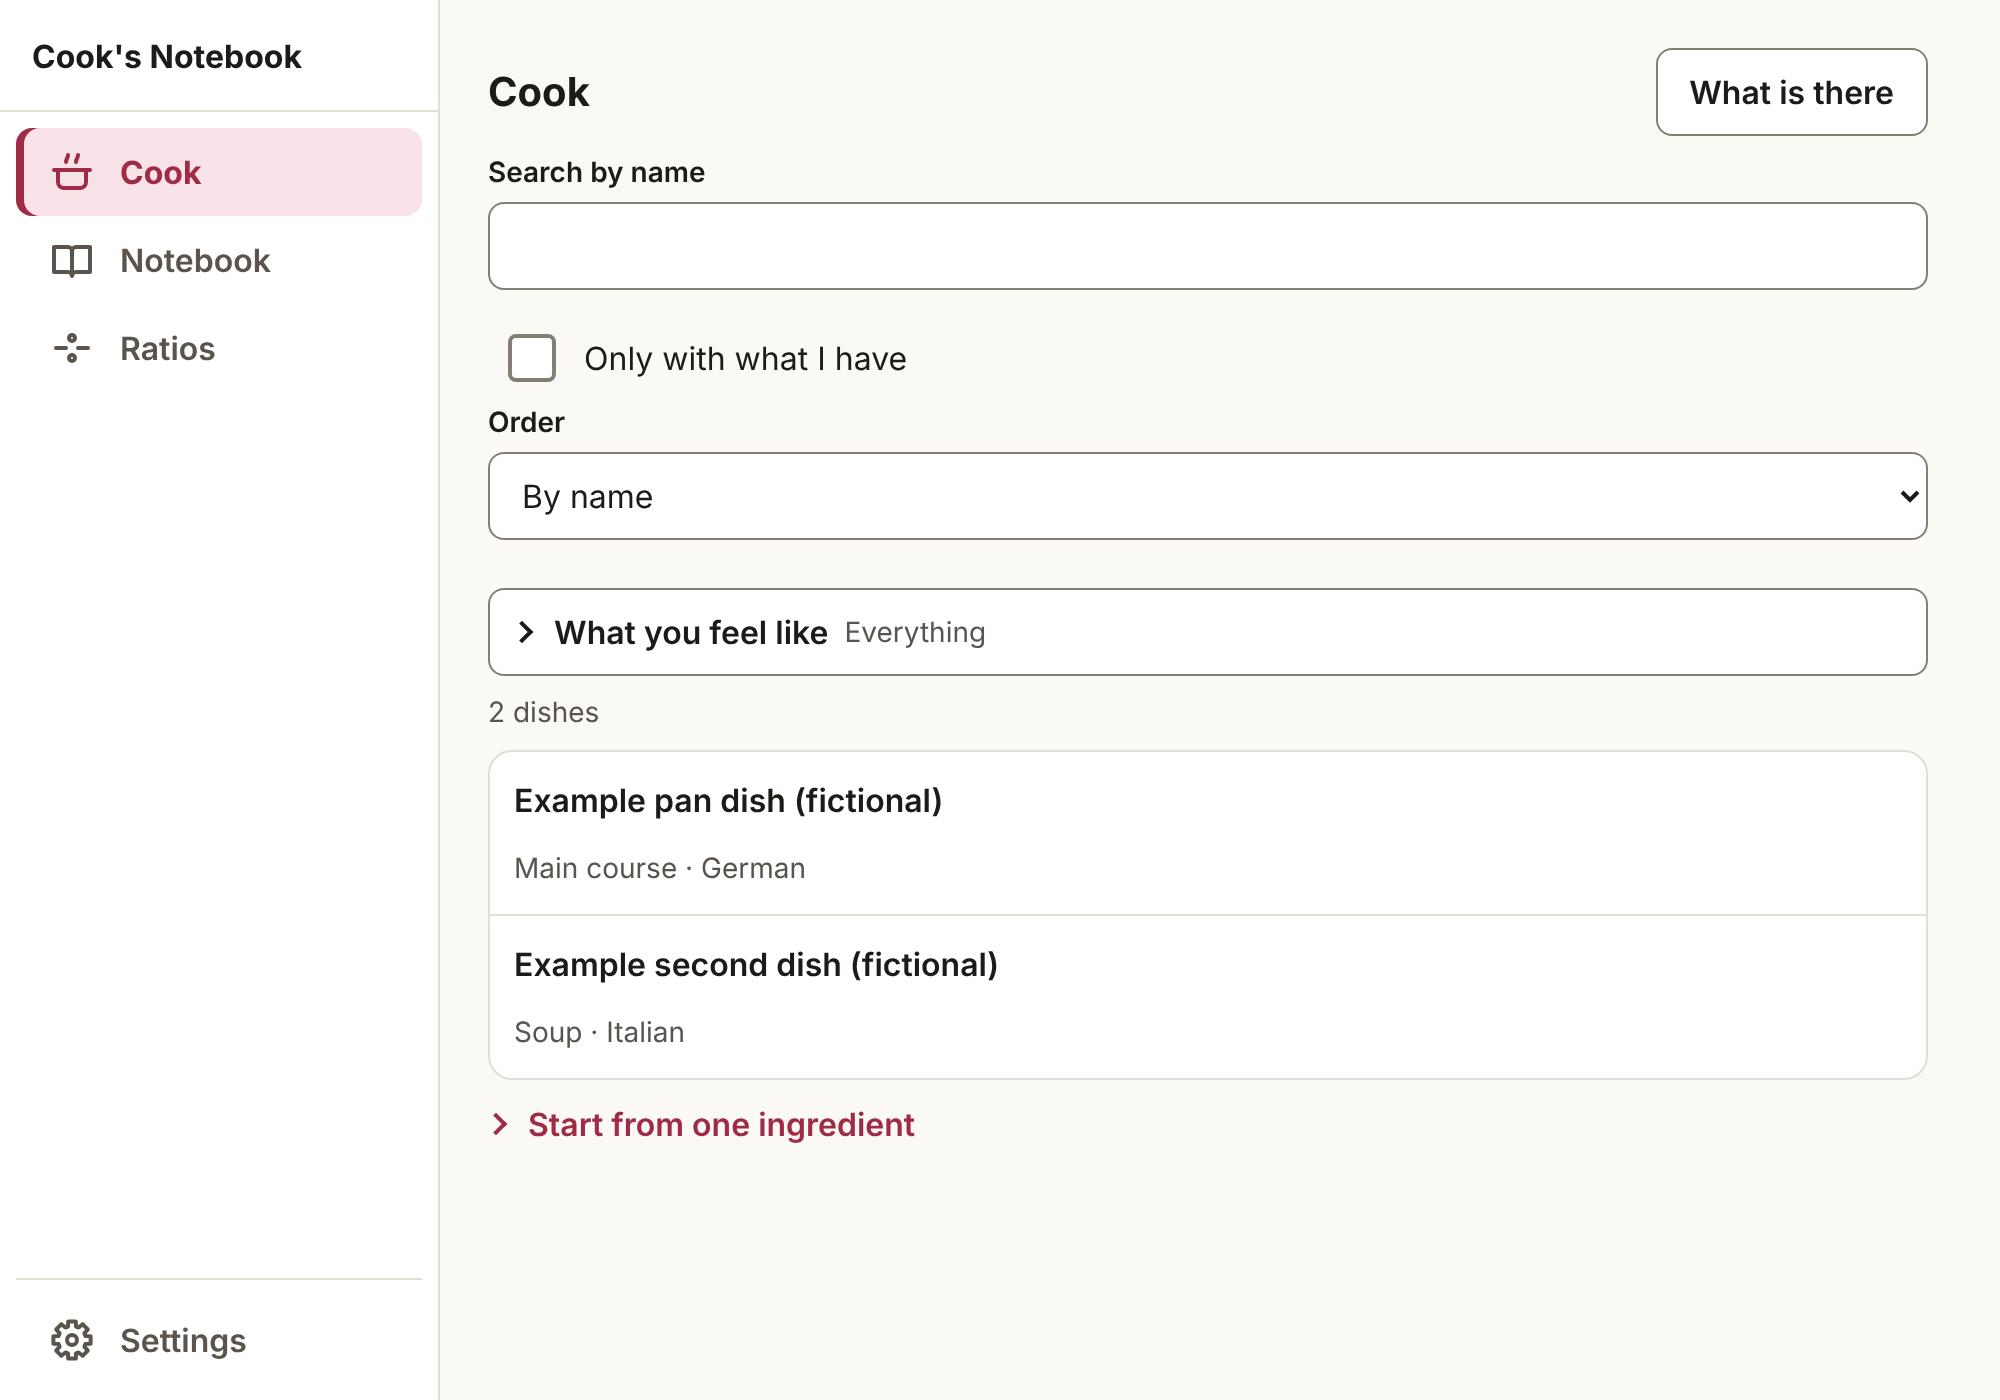 Cook's Notebook
Cook
Notebook
Ratios
Settings
Cook
What is there
Search by name
Only with what I have
Order
By name
What you feel like Everything
2 dishes
Example pan dish (fictional)
Main course · German
Example second dish (fictional)
Soup · Italian
Start from one ingredient